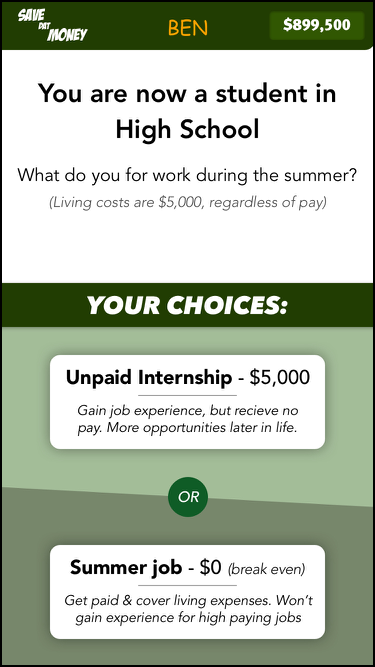 SAVE
DAT
MONEY
BEN
$899,500
You are now a student in
High School
What do you for work during the summer?
(Living costs are $5,000, regardless of pay)
YOUR CHOICES:
Unpaid Internship - $5,000
Gain job experience, but recieve no
pay. More opportunities later in life.
OR
Summer job - $0 (break even)
Get paid & cover living expenses. Won't
gain experience for high paying jobs